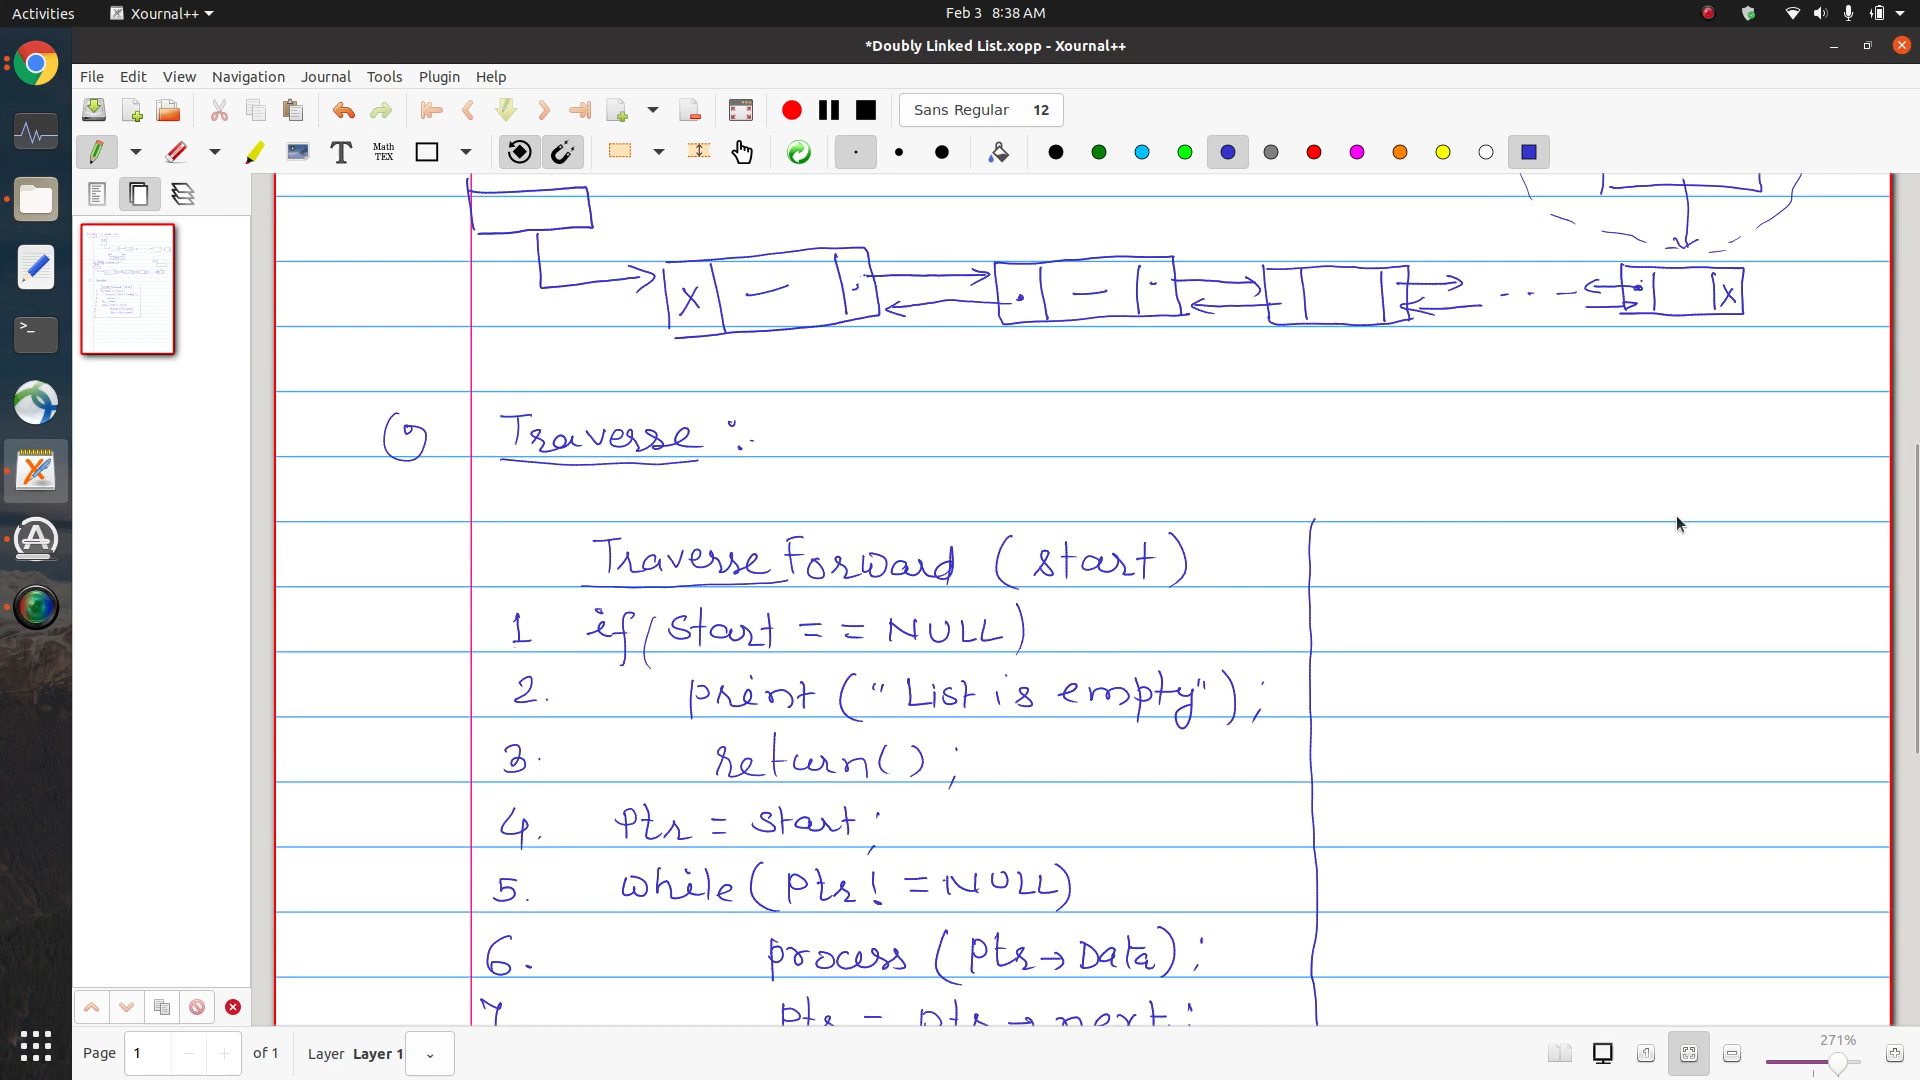 Activities Xournal++ Feb 3 8:38 AM
*Doubly Linked List.xopp - Xournal++
File Edit View Navigation Journal Tools Plugin Help
Sans Regular 12
T Math TEX
X X
Traverse :
Traverse Forward (start)
1 if(start == NULL)
2. print ("List is empty");
3. return();
4. Ptr = start;
5. while(Ptr != NULL)
6. process (Ptr→Data);
7 Ptr = ptr → next;
Page 1 of 1 Layer Layer 1 271%